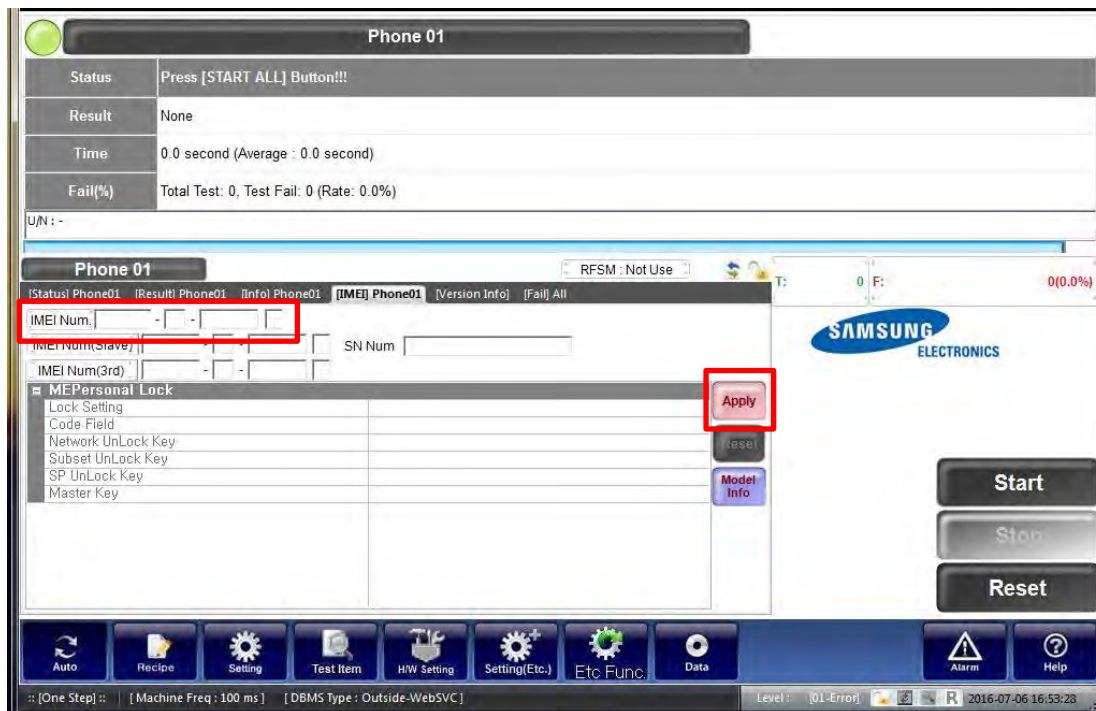 Phone 01
Status Press [START ALL] Button!!!
Result None
Time 0.0 second (Average : 0.0 second)
Fail(%) Total Test: 0, Test Fail: 0 (Rate: 0.0%)
U/N : -
Phone 01 RFSM : Not Use
T: 0 F: 0(0.0%)
[Status] Phone01 [Result] Phone01 [Info] Phone01 [IMEI] Phone01 [Version Info] [Fail] All
IMEI Num. - -
IMEI Num(Slave) - - SN Num
IMEI Num(3rd) - -
SAMSUNG
ELECTRONICS
MEPersonal Lock
Lock Setting
Code Field
Network UnLock Key
Subset UnLock Key
SP UnLock Key
Master Key
Apply
Reset
Model
Info
Start
Stop
Reset
Auto Recipe Setting Test Item H/W Setting Setting(Etc.) Etc Func. Data Alarm Help
:: [One Step] :: [ Machine Freq : 100 ms ] [ DBMS Type : Outside-WebSVC ] Level : [01-Error] R 2016-07-06 16:53:28